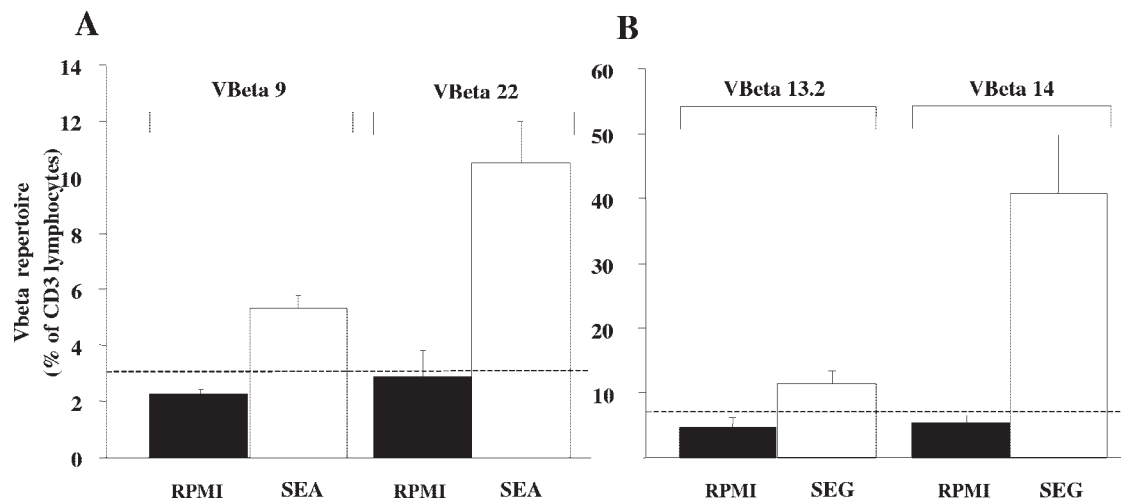 A
B
VBeta 9
VBeta 22
VBeta 13.2
VBeta 14
Vbeta repertoire
(% of CD3 lymphocytes)
14
12
10
8
6
4
2
0
60
50
40
30
20
10
RPMI SEA RPMI SEA
RPMI SEG RPMI SEG